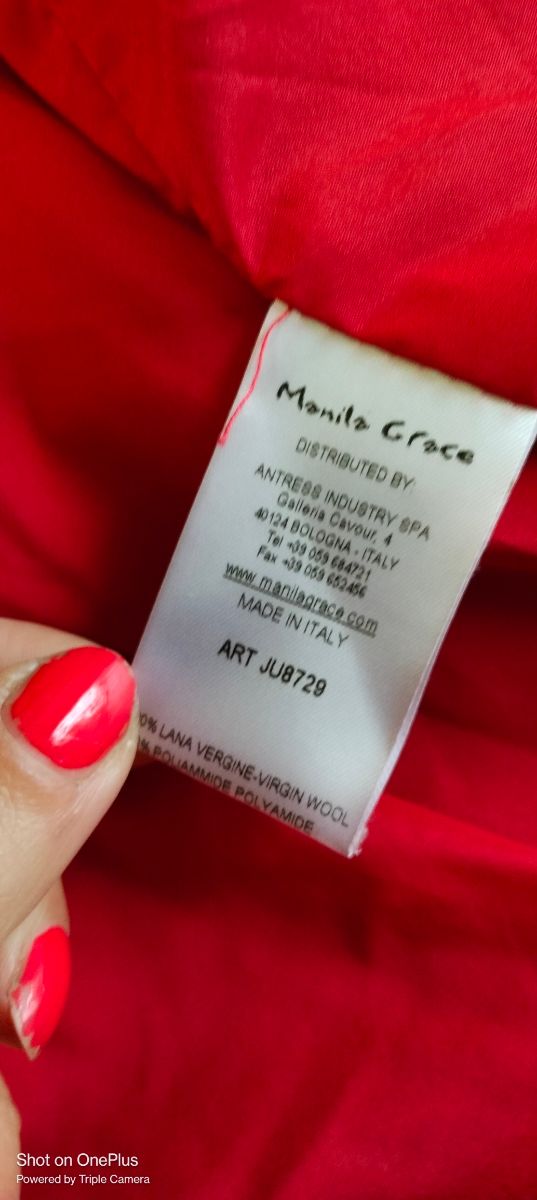 Manila Grace
DISTRIBUTED BY:
ANTRESS INDUSTRY SPA
Galleria Cavour, 4
40124 BOLOGNA - ITALY
Tel +39 059 684721
Fax +39 059 652456
www.manilagrace.com
MADE IN ITALY
ART JU8729
0% LANA VERGINE-VIRGIN WOOL
% POLIAMMIDE POLYAMIDE
Shot on OnePlus
Powered by Triple Camera